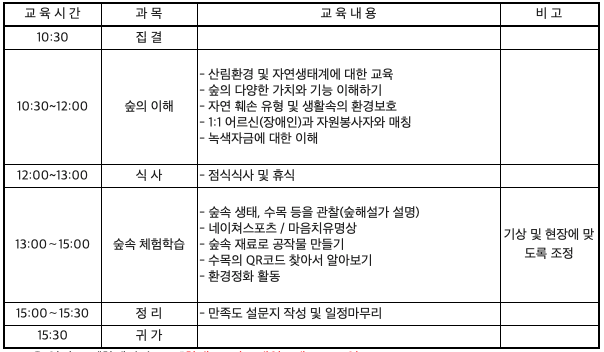 교 육 시 간 과 목 교 육 내 용 비 고
10:30 집 결
10:30~12:00 숲의 이해
- 산림환경 및 자연생태계에 대한 교육
- 숲의 다양한 가치와 기능 이해하기
- 자연 훼손 유형 및 생활속의 환경보호
- 1:1 어르신(장애인)과 자원봉사자와 매칭
- 녹색자금에 대한 이해
12:00~13:00 식 사 - 점식식사 및 휴식
13:00~15:00 숲속 체험학습
- 숲속 생태, 수목 등을 관찰(숲해설가 설명)
- 네이쳐스포츠 / 마음치유명상
- 숲속 재료로 공작물 만들기
- 수목의 QR코드 찾아서 알아보기
- 환경정화 활동
기상 및 현장에 맞
도록 조정
15:00~15:30 정 리 - 만족도 설문지 작성 및 일정마무리
15:30 귀 가